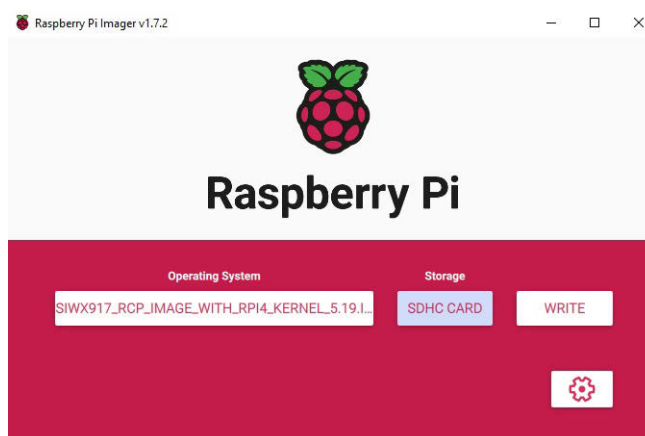 Raspberry Pi Imager v1.7.2
Raspberry Pi
Operating System
Storage
SIWX917_RCP_IMAGE_WITH_RPI4_KERNEL_5.19.I...
SDHC CARD
WRITE